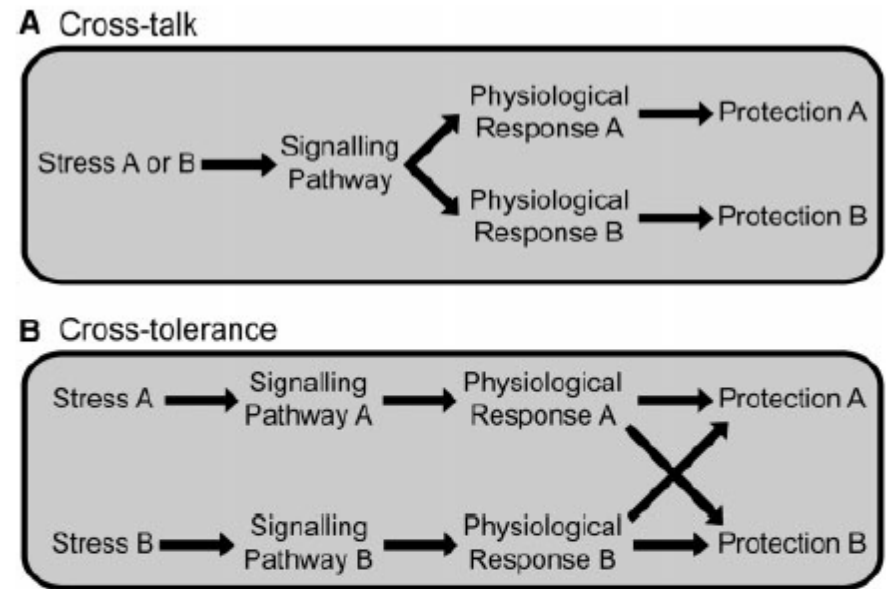 A Cross-talk
Stress A or B
Signalling
Pathway
Physiological
Response A
Protection A
Physiological
Response B
Protection B
B Cross-tolerance
Stress A
Signalling
Pathway A
Physiological
Response A
Protection A
Stress B
Signalling
Pathway B
Physiological
Response B
Protection B